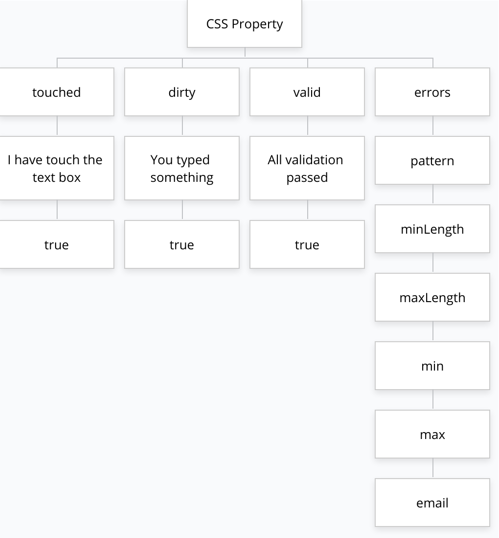 CSS Property
touched
dirty
valid
errors
I have touch the
text box
You typed
something
All validation
passed
pattern
true
true
true
minLength
maxLength
min
max
email